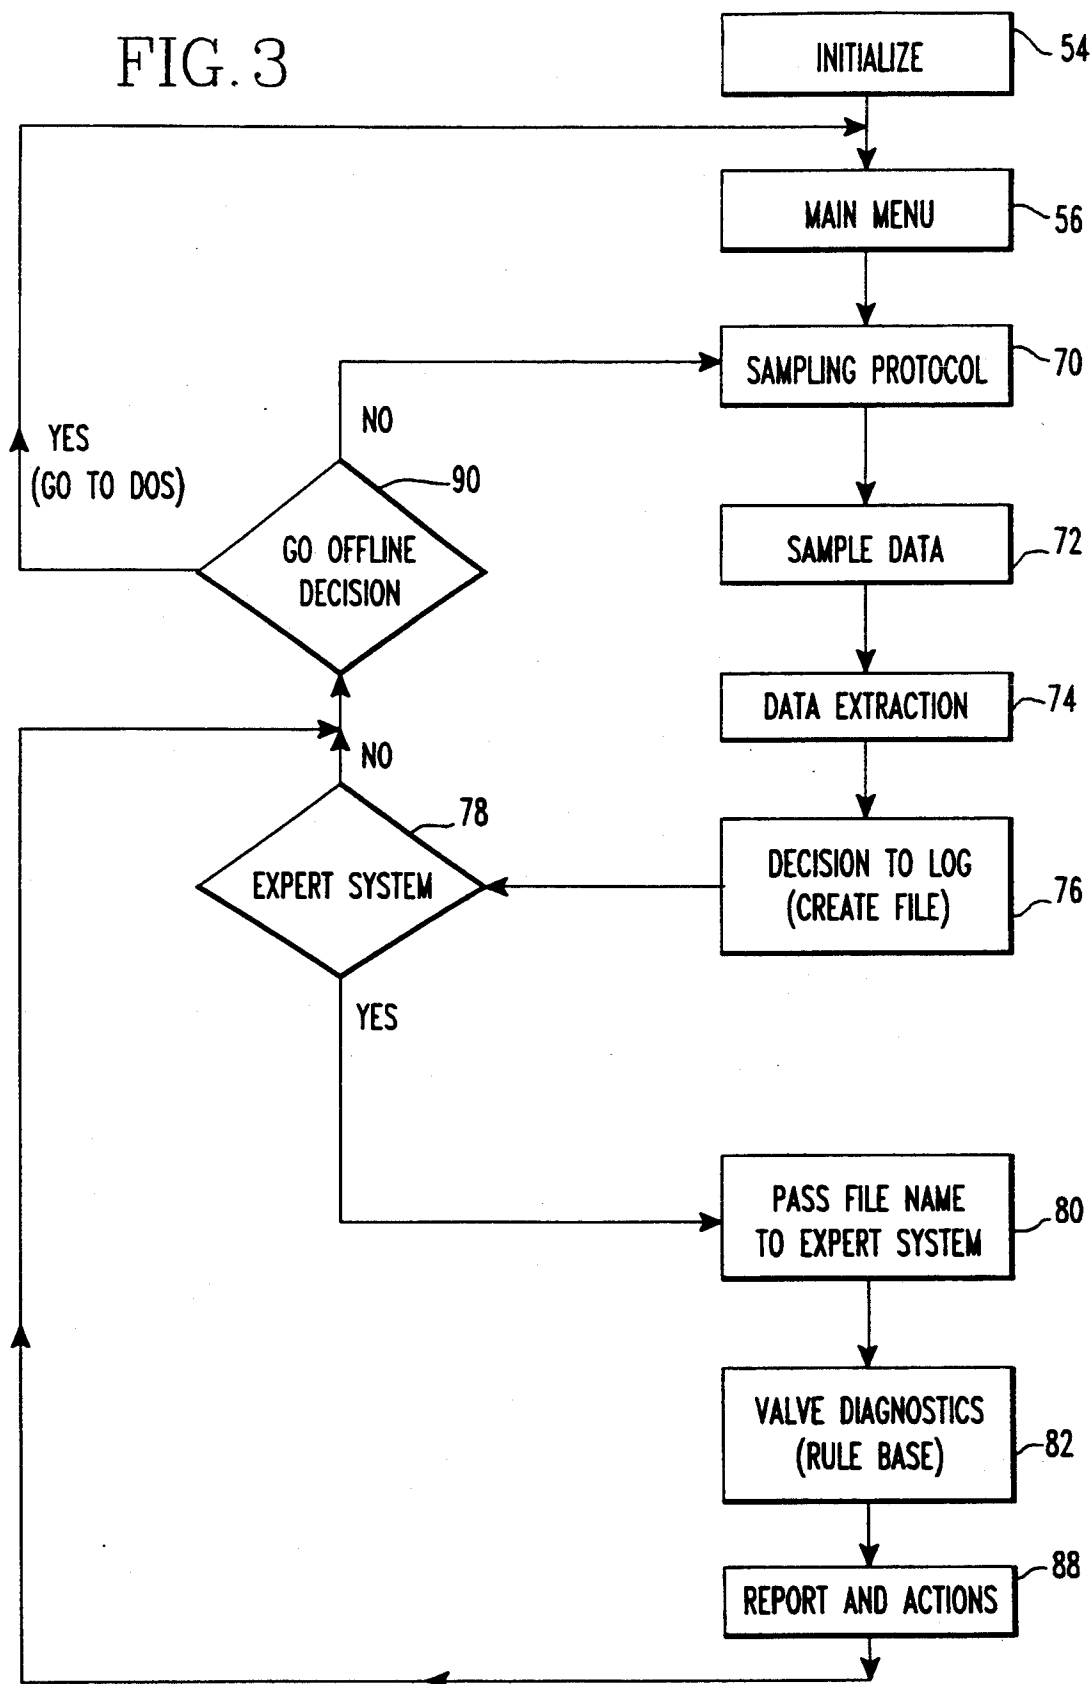 FIG. 3
INITIALIZE
54
MAIN MENU
56
SAMPLING PROTOCOL
70
NO
YES
(GO TO DOS)
90
GO OFFLINE
DECISION
SAMPLE DATA
72
DATA EXTRACTION
74
NO
78
EXPERT SYSTEM
DECISION TO LOG
(CREATE FILE)
76
YES
PASS FILE NAME
TO EXPERT SYSTEM
80
VALVE DIAGNOSTICS
(RULE BASE)
82
REPORT AND ACTIONS
88